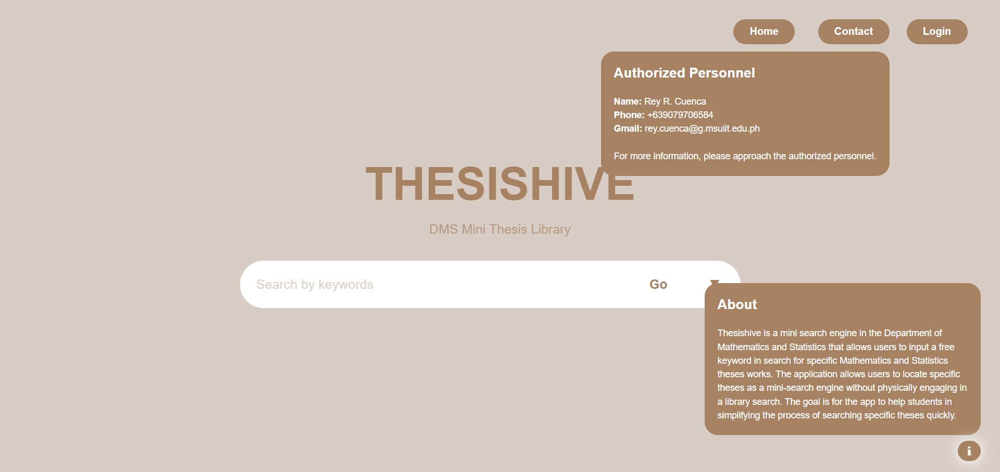 Home
Contact
Login
Authorized Personnel
Name: Rey R. Cuenca
Phone: +639079706584
Gmail: rey.cuenca@g.msuiit.edu.ph
For more information, please approach the authorized personnel.
THESISHIVE
DMS Mini Thesis Library
Search by keywords
Go
About
Thesishive is a mini search engine in the Department of
Mathematics and Statistics that allows users to input a free
keyword in search for specific Mathematics and Statistics
theses works. The application allows users to locate specific
theses as a mini-search engine without physically engaging in
a library search. The goal is for the app to help students in
simplifying the process of searching specific theses quickly.
i